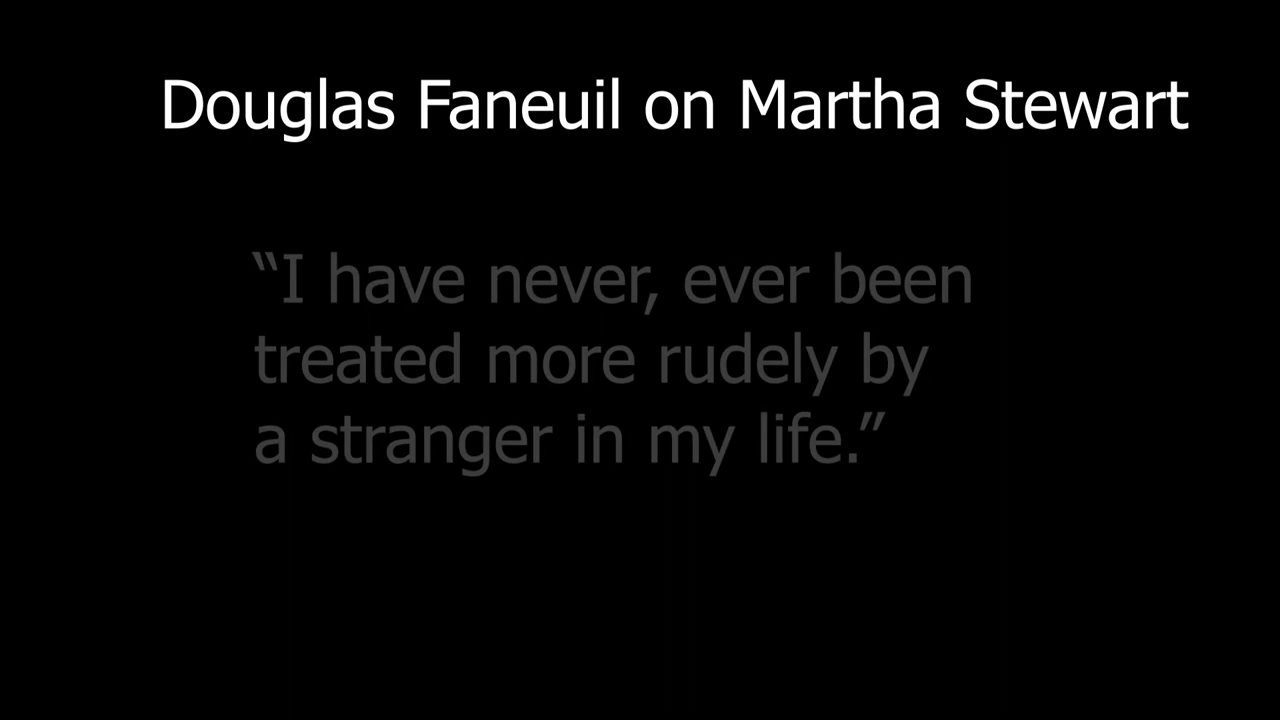 Douglas Faneuil on Martha Stewart
“I have never, ever been
treated more rudely by
a stranger in my life.”